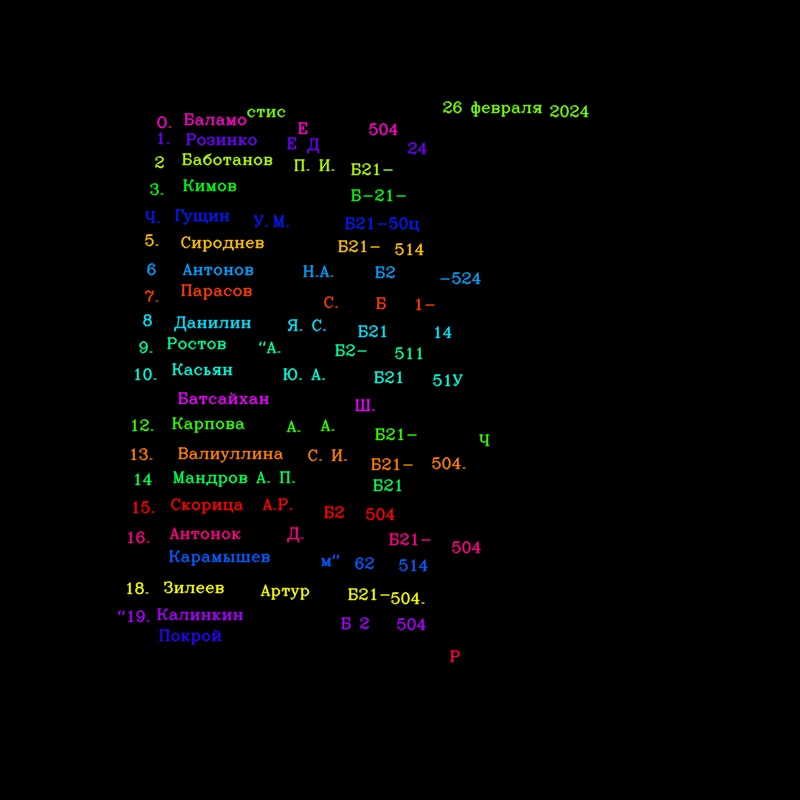 стис 26 февраля 2024
0. Баламо Е 504
1. Розинко Е Д 24
2 Баботанов П. И. Б21-
3. Кимов Б-21-
Ч. Гущин У.М. Б21-50ц
5. Сироднев Б21- 514
6 Антонов Н.А. Б2 -524
7. Парасов С. Б 1-
8 Данилин Я. С. Б21 14
9. Ростов "А. Б2- 511
10. Касьян Ю. А. Б21 51У
Батсайхан Ш.
12. Карпова А. А. Б21- Ч
13. Валиуллина С. И. Б21- 504.
14 Мандров А. П. Б21
15. Скорица А.Р. Б2 504
16. Антонок Д. Б21- 504
Карамышев м" 62 514
18. Зилеев Артур Б21-504.
"19. Калинкин Б 2 504
Покрой
Р